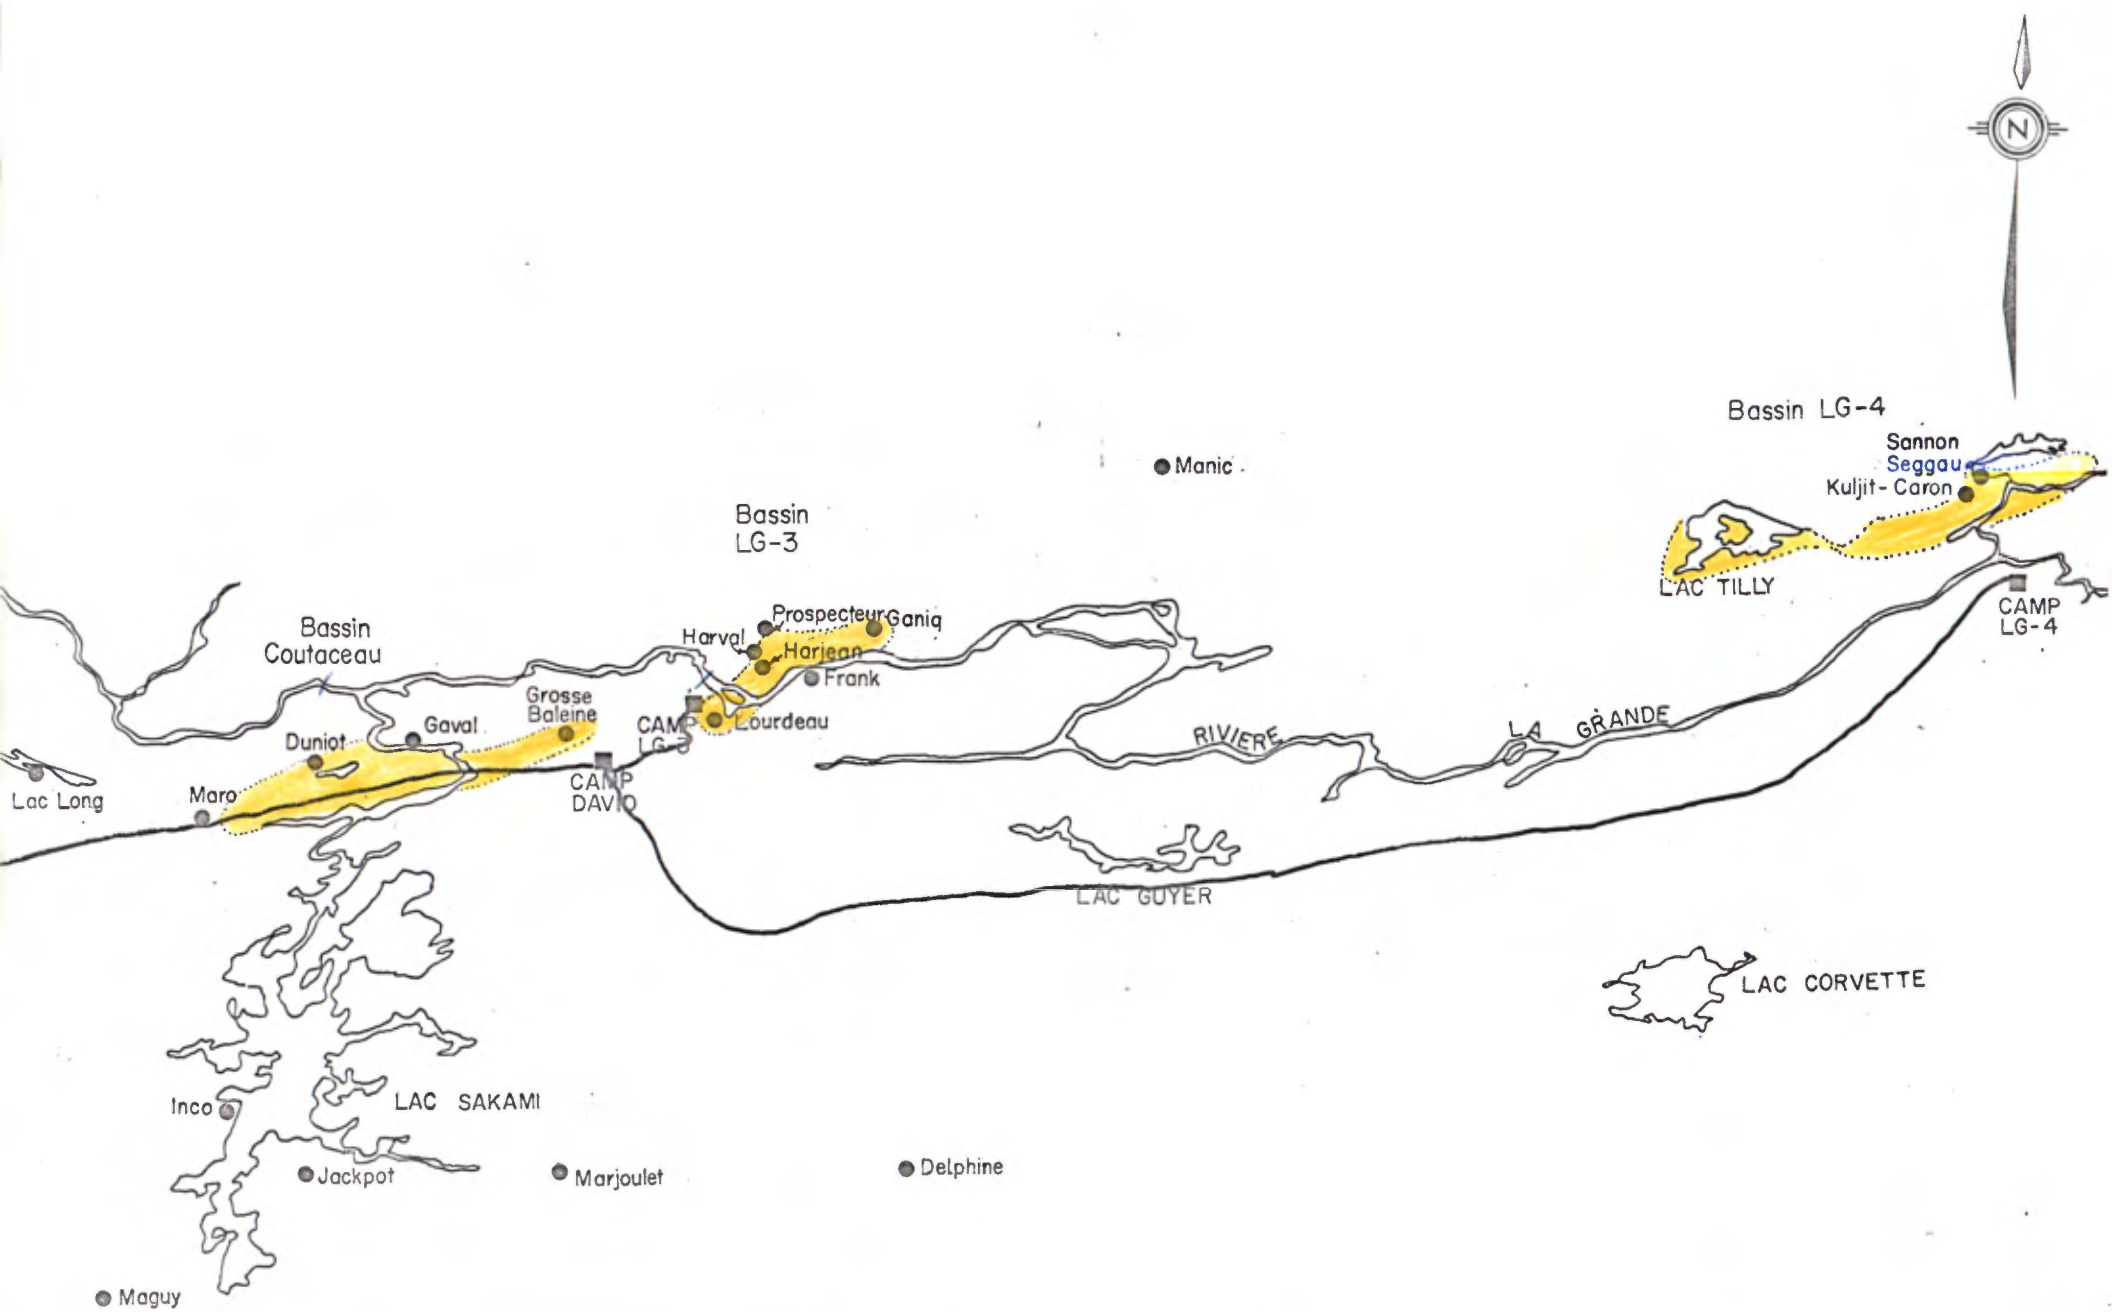 N
Bassin LG-4
Sannon
Seggau
Kuljit-Caron
Manic
Bassin
LG-3
LAC TILLY
CAMP
LG-4
Prospecteur
Ganiq
Harval
Harjean
Frank
Bassin
Coutaceau
Grosse
Baleine
Gaval
CAMP
LG-3
Lourdeau
Duniot
RIVIERE
LA GRANDE
CAMP
DAVID
Lac Long
Maro
LAC GUYER
LAC CORVETTE
LAC SAKAMI
Inco
Jackpot
Marjoulet
Delphine
Maguy